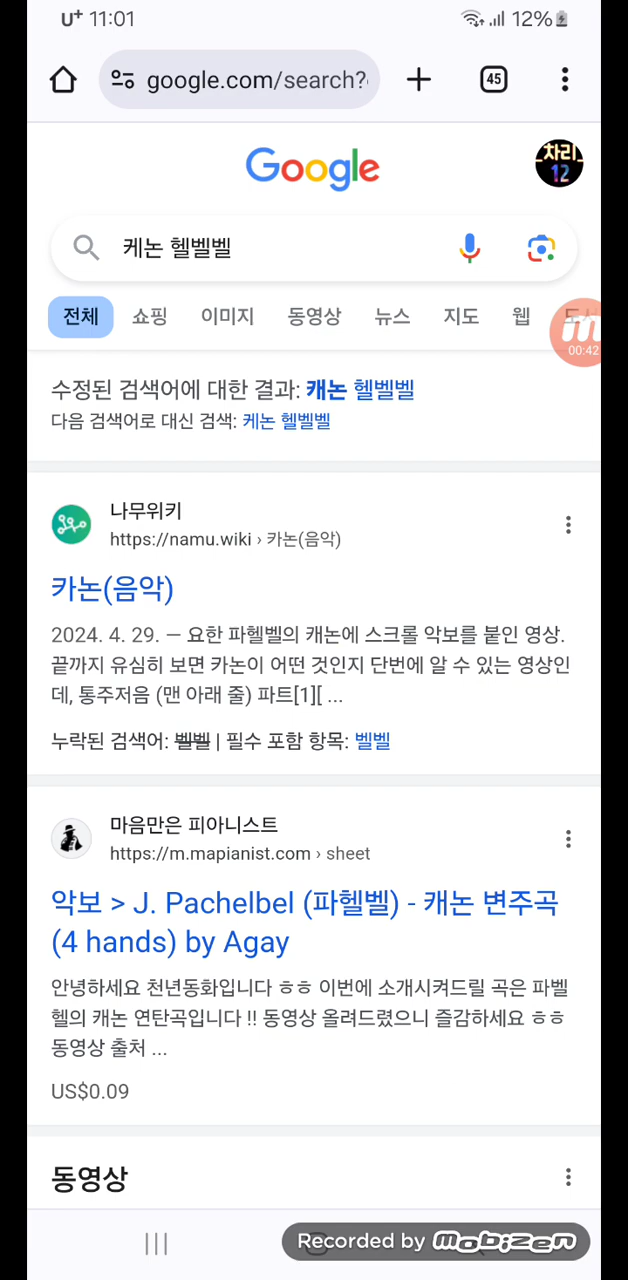 U+ 11:01
12%
google.com/search?
45
Google
차리
12
케논 헬벨벨
전체 쇼핑 이미지 동영상 뉴스 지도 웹
m
00:42
수정된 검색어에 대한 결과: 캐논 헬벨벨
다음 검색어로 대신 검색: 케논 헬벨벨
나무위키
https://namu.wiki › 카논(음악)
카논(음악)
2024. 4. 29. — 요한 파헬벨의 캐논에 스크롤 악보를 붙인 영상.
끝까지 유심히 보면 카논이 어떤 것인지 단번에 알 수 있는 영상인
데, 통주저음 (맨 아래 줄) 파트[1][ ...
누락된 검색어: 벨벨 | 필수 포함 항목: 벨벨
마음만은 피아니스트
https://m.mapianist.com › sheet
악보 > J. Pachelbel (파헬벨) - 캐논 변주곡
(4 hands) by Agay
안녕하세요 천년동화입니다 ㅎㅎ 이번에 소개시켜드릴 곡은 파벨
헬의 캐논 연탄곡입니다 !! 동영상 올려드렸으니 즐감하세요 ㅎㅎ
동영상 출처 ...
US$0.09
동영상
Recorded by mobizen